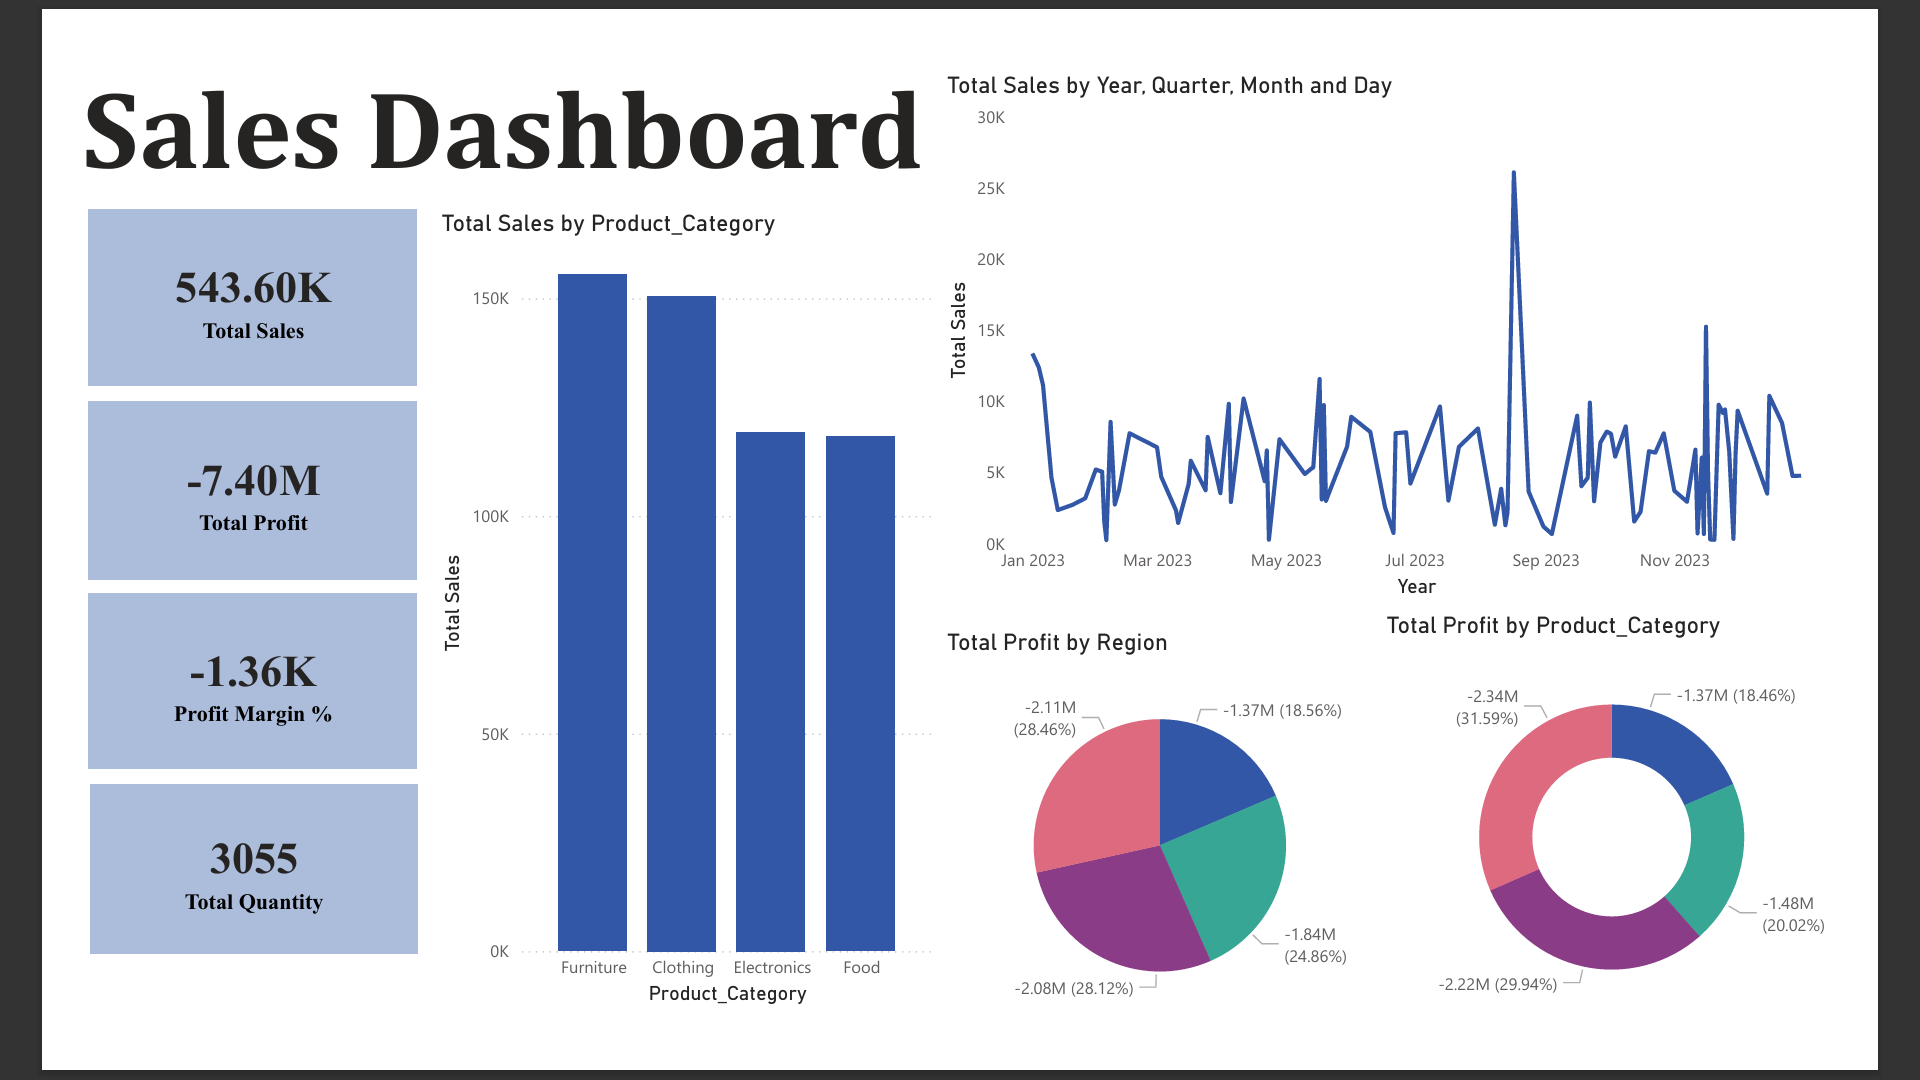 Sales Dashboard
543.60K
Total Sales
-7.40M
Total Profit
-1.36K
Profit Margin %
3055
Total Quantity
Total Sales by Product_Category
Total Sales
150K
100K
50K
0K
Furniture
Clothing
Electronics
Food
Product_Category
Total Sales by Year, Quarter, Month and Day
Total Sales
30K
25K
20K
15K
10K
5K
0K
Jan 2023
Mar 2023
May 2023
Jul 2023
Sep 2023
Nov 2023
Year
Total Profit by Region
-2.11M
(28.46%)
-1.37M (18.56%)
-1.84M
(24.86%)
-2.08M (28.12%)
Total Profit by Product_Category
-2.34M
(31.59%)
-1.37M (18.46%)
-1.48M
(20.02%)
-2.22M (29.94%)